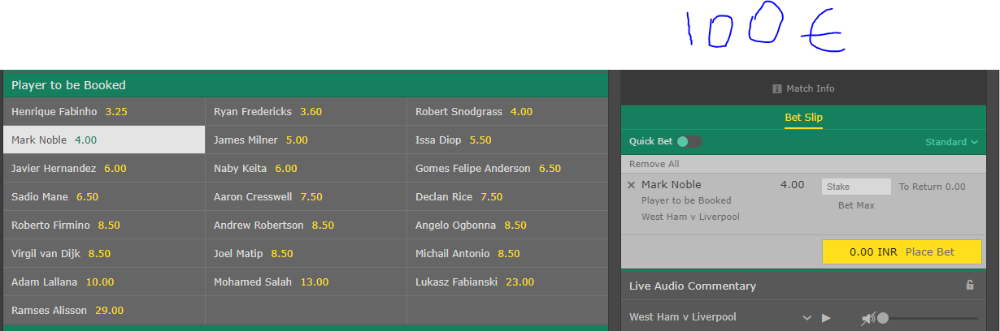 100€
Player to be Booked
Henrique Fabinho 3.25 Ryan Fredericks 3.60 Robert Snodgrass 4.00
Mark Noble 4.00 James Milner 5.00 Issa Diop 5.50
Javier Hernandez 6.00 Naby Keita 6.00 Gomes Felipe Anderson 6.50
Sadio Mane 6.50 Aaron Cresswell 7.50 Declan Rice 7.50
Roberto Firmino 8.50 Andrew Robertson 8.50 Angelo Ogbonna 8.50
Virgil van Dijk 8.50 Joel Matip 8.50 Michail Antonio 8.50
Adam Lallana 10.00 Mohamed Salah 13.00 Lukasz Fabianski 23.00
Ramses Alisson 29.00
Match Info
Bet Slip
Quick Bet Standard
Remove All
Mark Noble 4.00 Stake To Return 0.00
Player to be Booked Bet Max
West Ham v Liverpool
0.00 INR Place Bet
Live Audio Commentary
West Ham v Liverpool